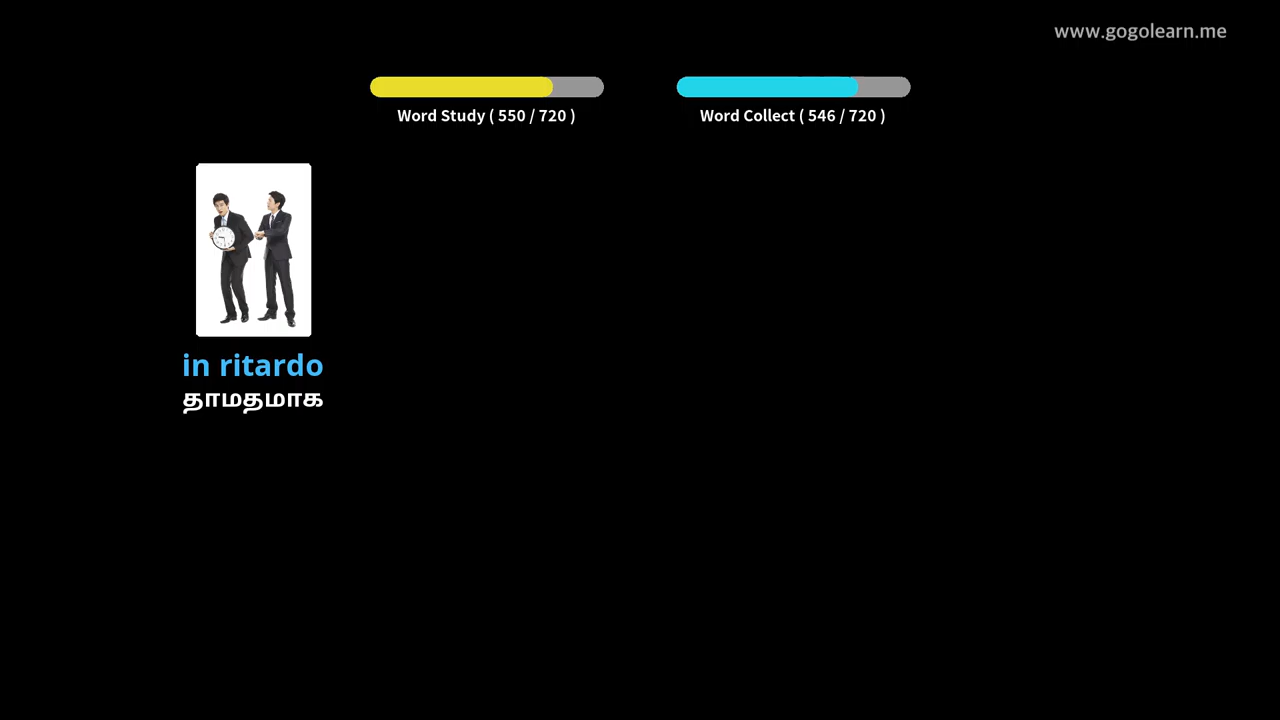 www.gogolearn.me
Word Study ( 550 / 720 )
Word Collect ( 546 / 720 )
in ritardo
தாமதமாக